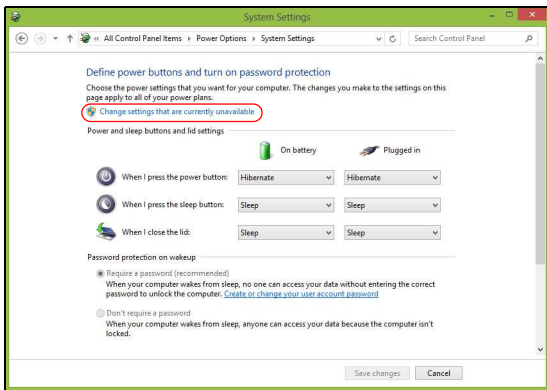 System Settings
« All Control Panel Items ▸ Power Options ▸ System Settings
Search Control Panel
Define power buttons and turn on password protection
Choose the power settings that you want for your computer. The changes you make to the settings on this
page apply to all of your power plans.
Change settings that are currently unavailable
Power and sleep buttons and lid settings
On battery Plugged in
When I press the power button: Hibernate Hibernate
When I press the sleep button: Sleep Sleep
When I close the lid: Sleep Sleep
Password protection on wakeup
Require a password (recommended)
When your computer wakes from sleep, no one can access your data without entering the correct
password to unlock the computer. Create or change your user account password
Don't require a password
When your computer wakes from sleep, anyone can access your data because the computer isn't
locked.
Save changes Cancel